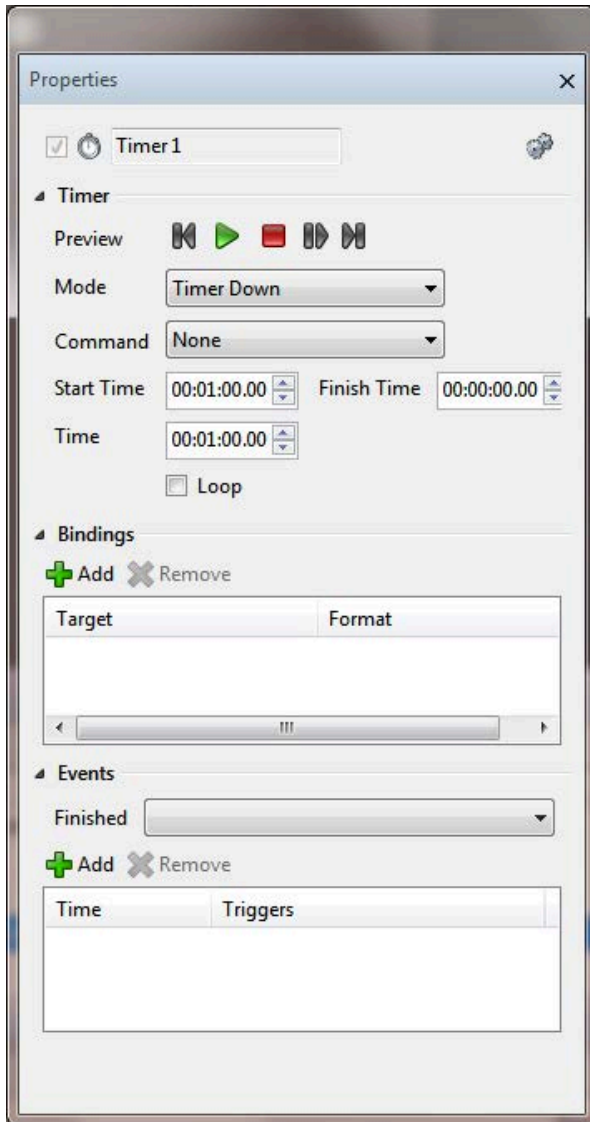 Properties
Timer 1
Timer
Preview
Mode Timer Down
Command None
Start Time 00:01:00.00 Finish Time 00:00:00.00
Time 00:01:00.00
Loop
Bindings
Add Remove
Target Format
Events
Finished
Add Remove
Time Triggers